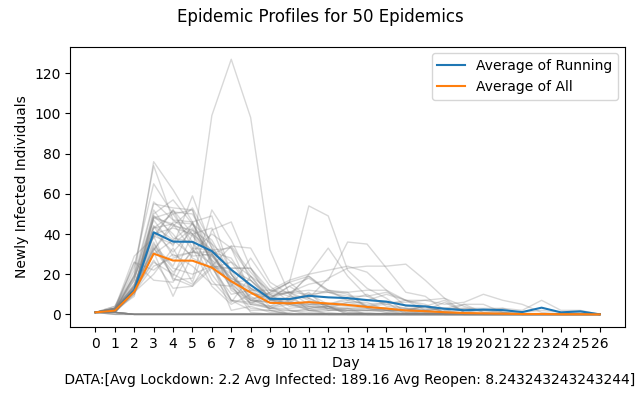 Epidemic Profiles for 50 Epidemics
Average of Running
Average of All
Newly Infected Individuals
120
100
80
60
40
20
0
0 1 2 3 4 5 6 7 8 9 10 11 12 13 14 15 16 17 18 19 20 21 22 23 24 25 26
Day
DATA:[Avg Lockdown: 2.2 Avg Infected: 189.16 Avg Reopen: 8.243243243243244]